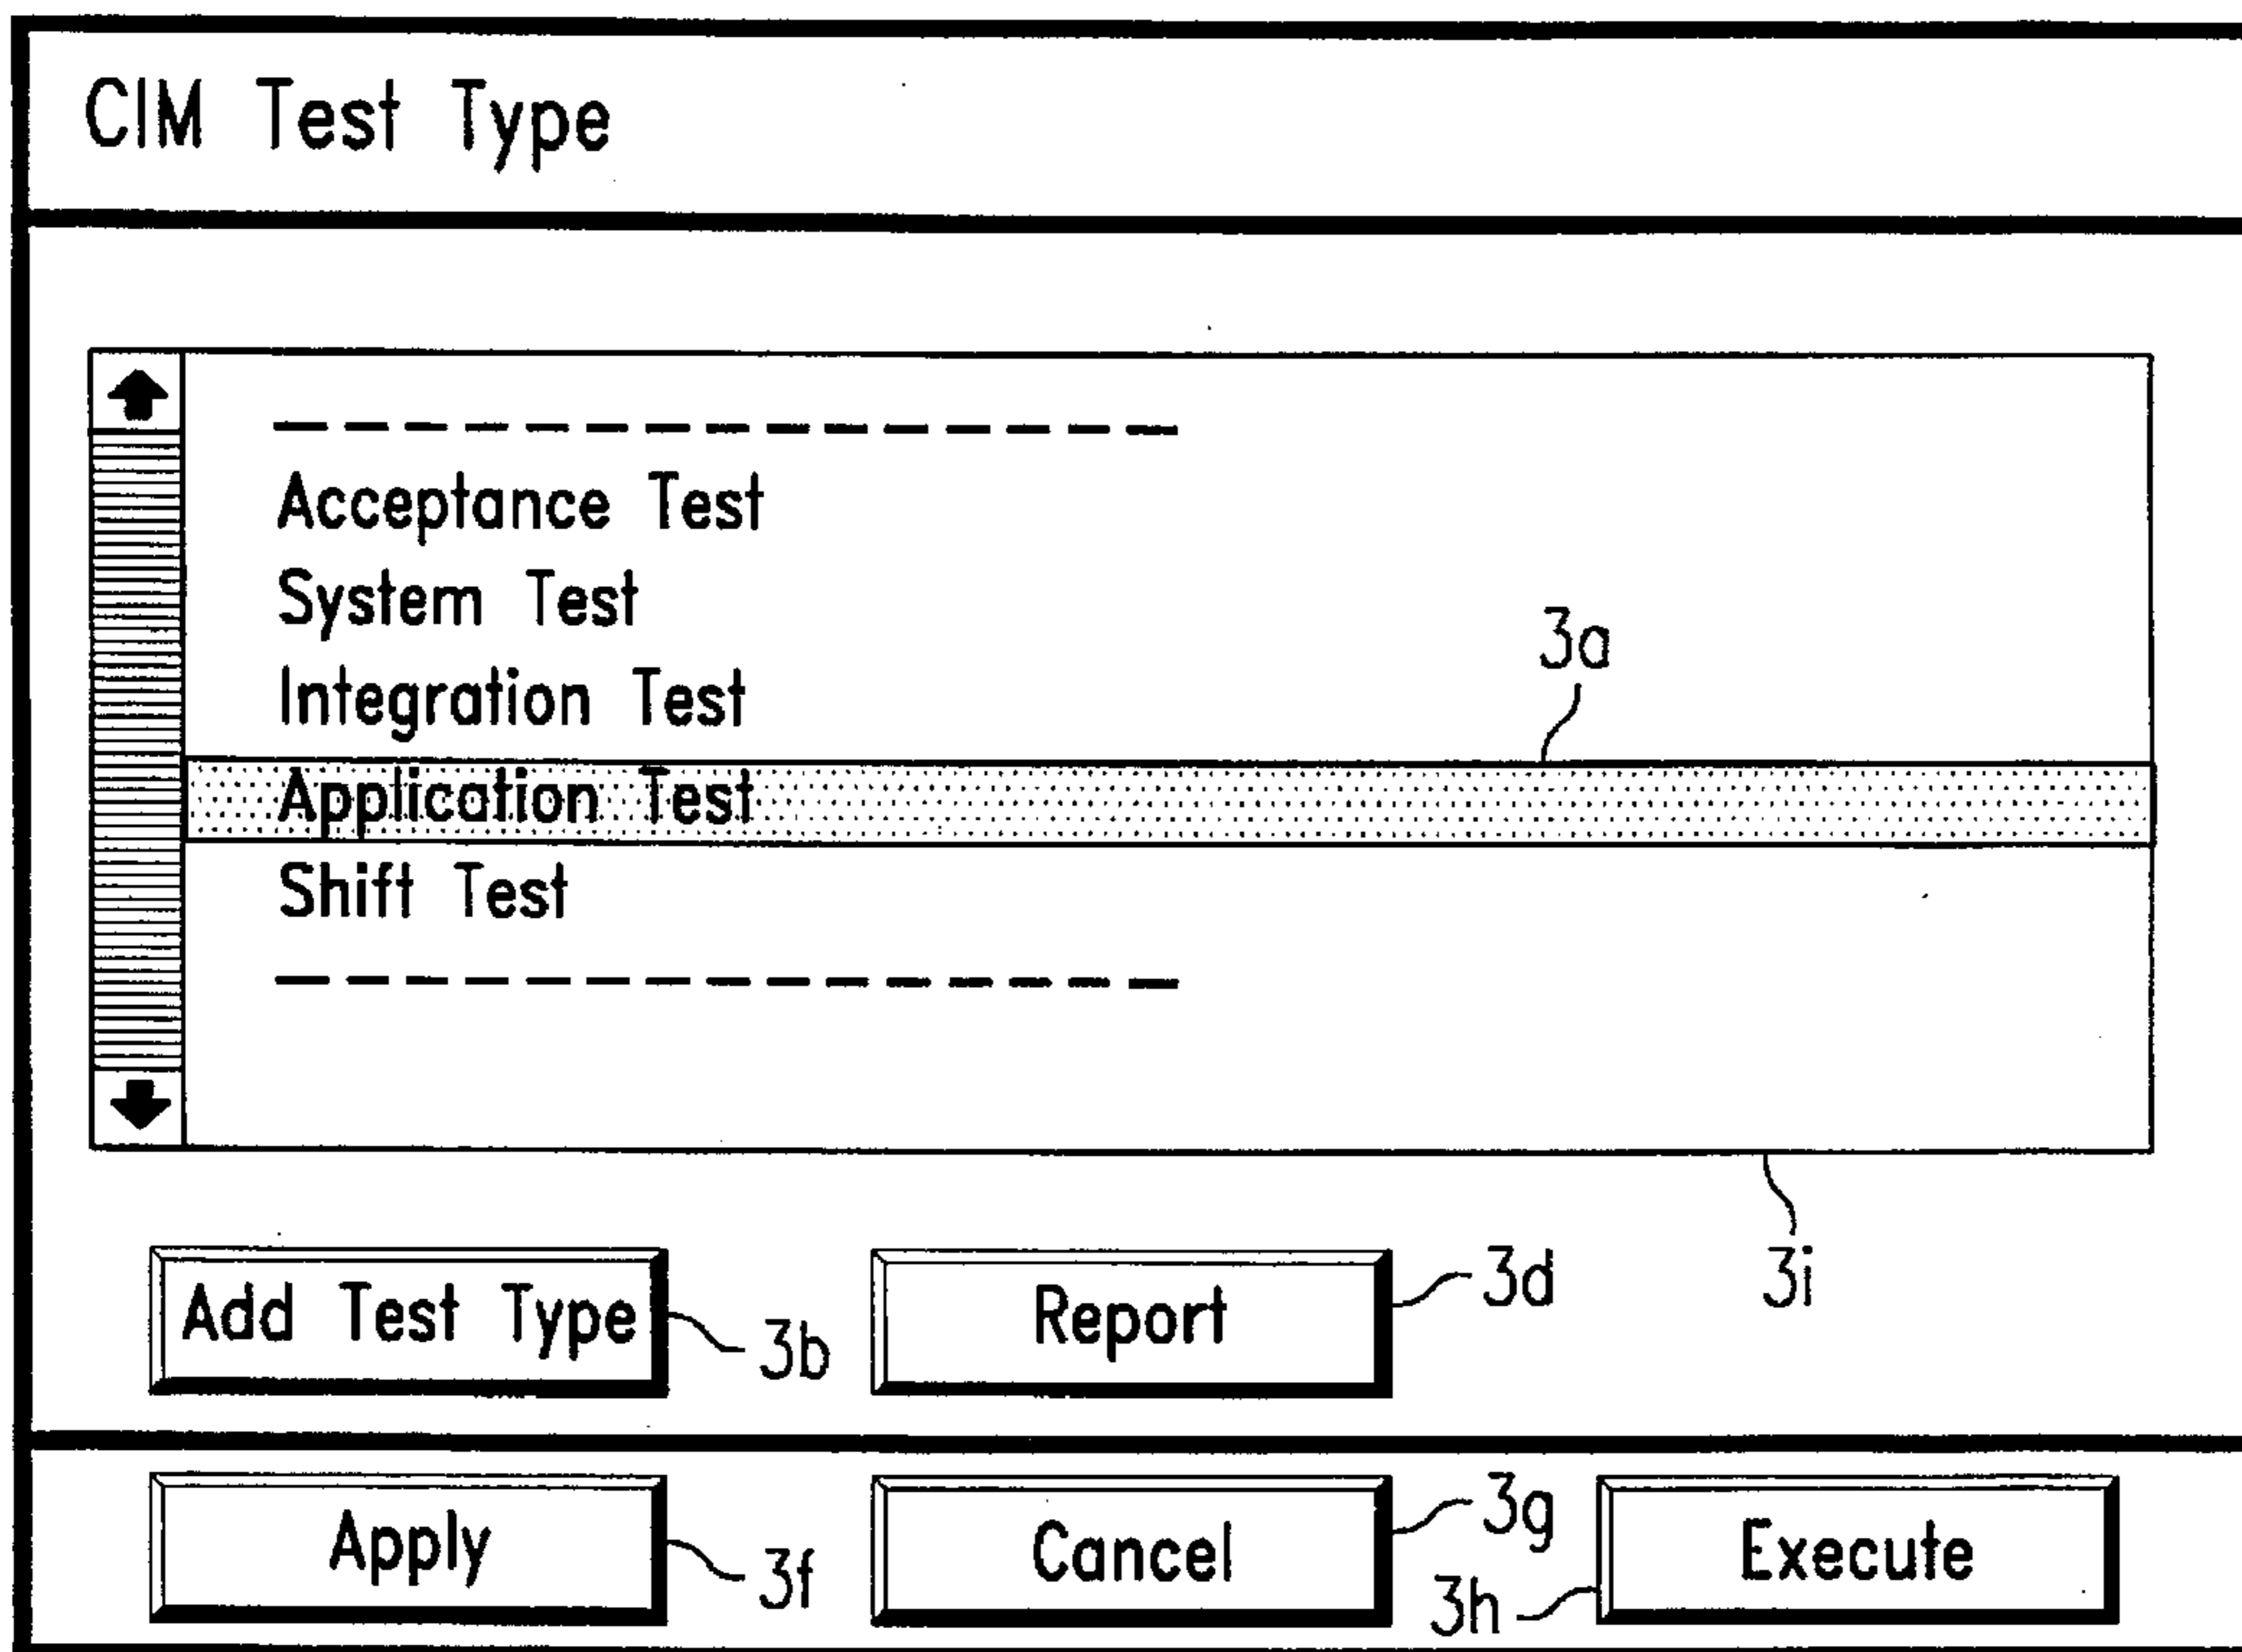 CIM Test Type
Acceptance Test
System Test
3a
Integration Test
Application Test
Shift Test
Add Test Type
3b
Report
3d
3i
Apply
3f
Cancel
3g
3h
Execute